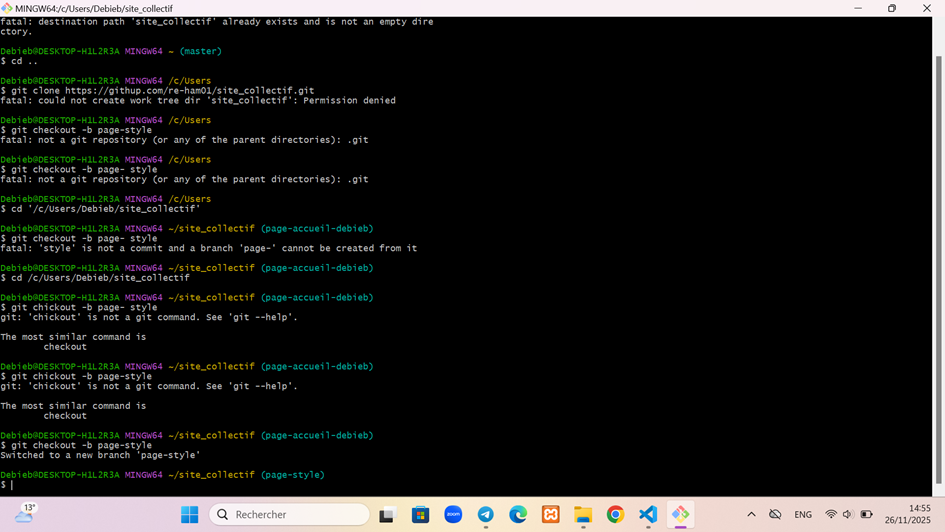 MINGW64:/c/Users/Debieb/site_collectif
fatal: destination path 'site_collectif' already exists and is not an empty dire
ctory.
Debieb@DESKTOP-H1L2R3A MINGW64 ~ (master)
$ cd ..
Debieb@DESKTOP-H1L2R3A MINGW64 /c/Users
$ git clone https://githup.com/re-ham01/site_collectif.git
fatal: could not create work tree dir 'site_collectif': Permission denied
Debieb@DESKTOP-H1L2R3A MINGW64 /c/Users
$ git checkout -b page-style
fatal: not a git repository (or any of the parent directories): .git
Debieb@DESKTOP-H1L2R3A MINGW64 /c/Users
$ git checkout -b page- style
fatal: not a git repository (or any of the parent directories): .git
Debieb@DESKTOP-H1L2R3A MINGW64 /c/Users
$ cd '/c/Users/Debieb/site_collectif'
Debieb@DESKTOP-H1L2R3A MINGW64 ~/site_collectif (page-accueil-debieb)
$ git checkout -b page- style
fatal: 'style' is not a commit and a branch 'page-' cannot be created from it
Debieb@DESKTOP-H1L2R3A MINGW64 ~/site_collectif (page-accueil-debieb)
$ cd /c/Users/Debieb/site_collectif
Debieb@DESKTOP-H1L2R3A MINGW64 ~/site_collectif (page-accueil-debieb)
$ git chickout -b page- style
git: 'chickout' is not a git command. See 'git --help'.
The most similar command is
checkout
Debieb@DESKTOP-H1L2R3A MINGW64 ~/site_collectif (page-accueil-debieb)
$ git chickout -b page-style
git: 'chickout' is not a git command. See 'git --help'.
The most similar command is
checkout
Debieb@DESKTOP-H1L2R3A MINGW64 ~/site_collectif (page-accueil-debieb)
$ git checkout -b page-style
Switched to a new branch 'page-style'
Debieb@DESKTOP-H1L2R3A MINGW64 ~/site_collectif (page-style)
$
13°
Rechercher
zoom
ENG
14:55
26/11/2025